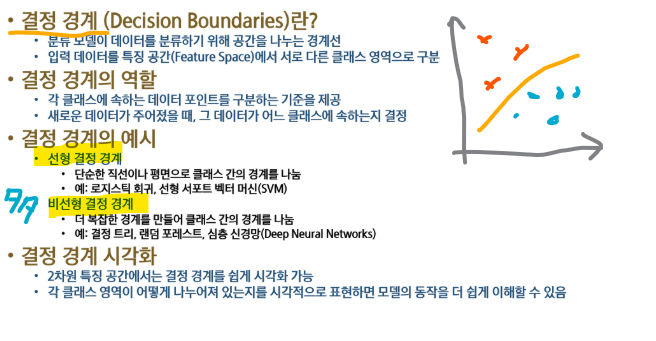 • 결정 경계 (Decision Boundaries)란?
• 분류 모델이 데이터를 분류하기 위해 공간을 나누는 경계선
• 입력 데이터를 특징 공간(Feature Space)에서 서로 다른 클래스 영역으로 구분
• 결정 경계의 역할
• 각 클래스에 속하는 데이터 포인트를 구분하는 기준을 제공
• 새로운 데이터가 주어졌을 때, 그 데이터가 어느 클래스에 속하는지 결정
• 결정 경계의 예시
• 선형 결정 경계
• 단순한 직선이나 평면으로 클래스 간의 경계를 나눔
• 예: 로지스틱 회귀, 선형 서포트 벡터 머신(SVM)
비선형 결정 경계
• 더 복잡한 경계를 만들어 클래스 간의 경계를 나눔
• 예: 결정 트리, 랜덤 포레스트, 심층 신경망(Deep Neural Networks)
• 결정 경계 시각화
• 2차원 특징 공간에서는 결정 경계를 쉽게 시각화 가능
• 각 클래스 영역이 어떻게 나누어져 있는지를 시각적으로 표현하면 모델의 동작을 더 쉽게 이해할 수 있음